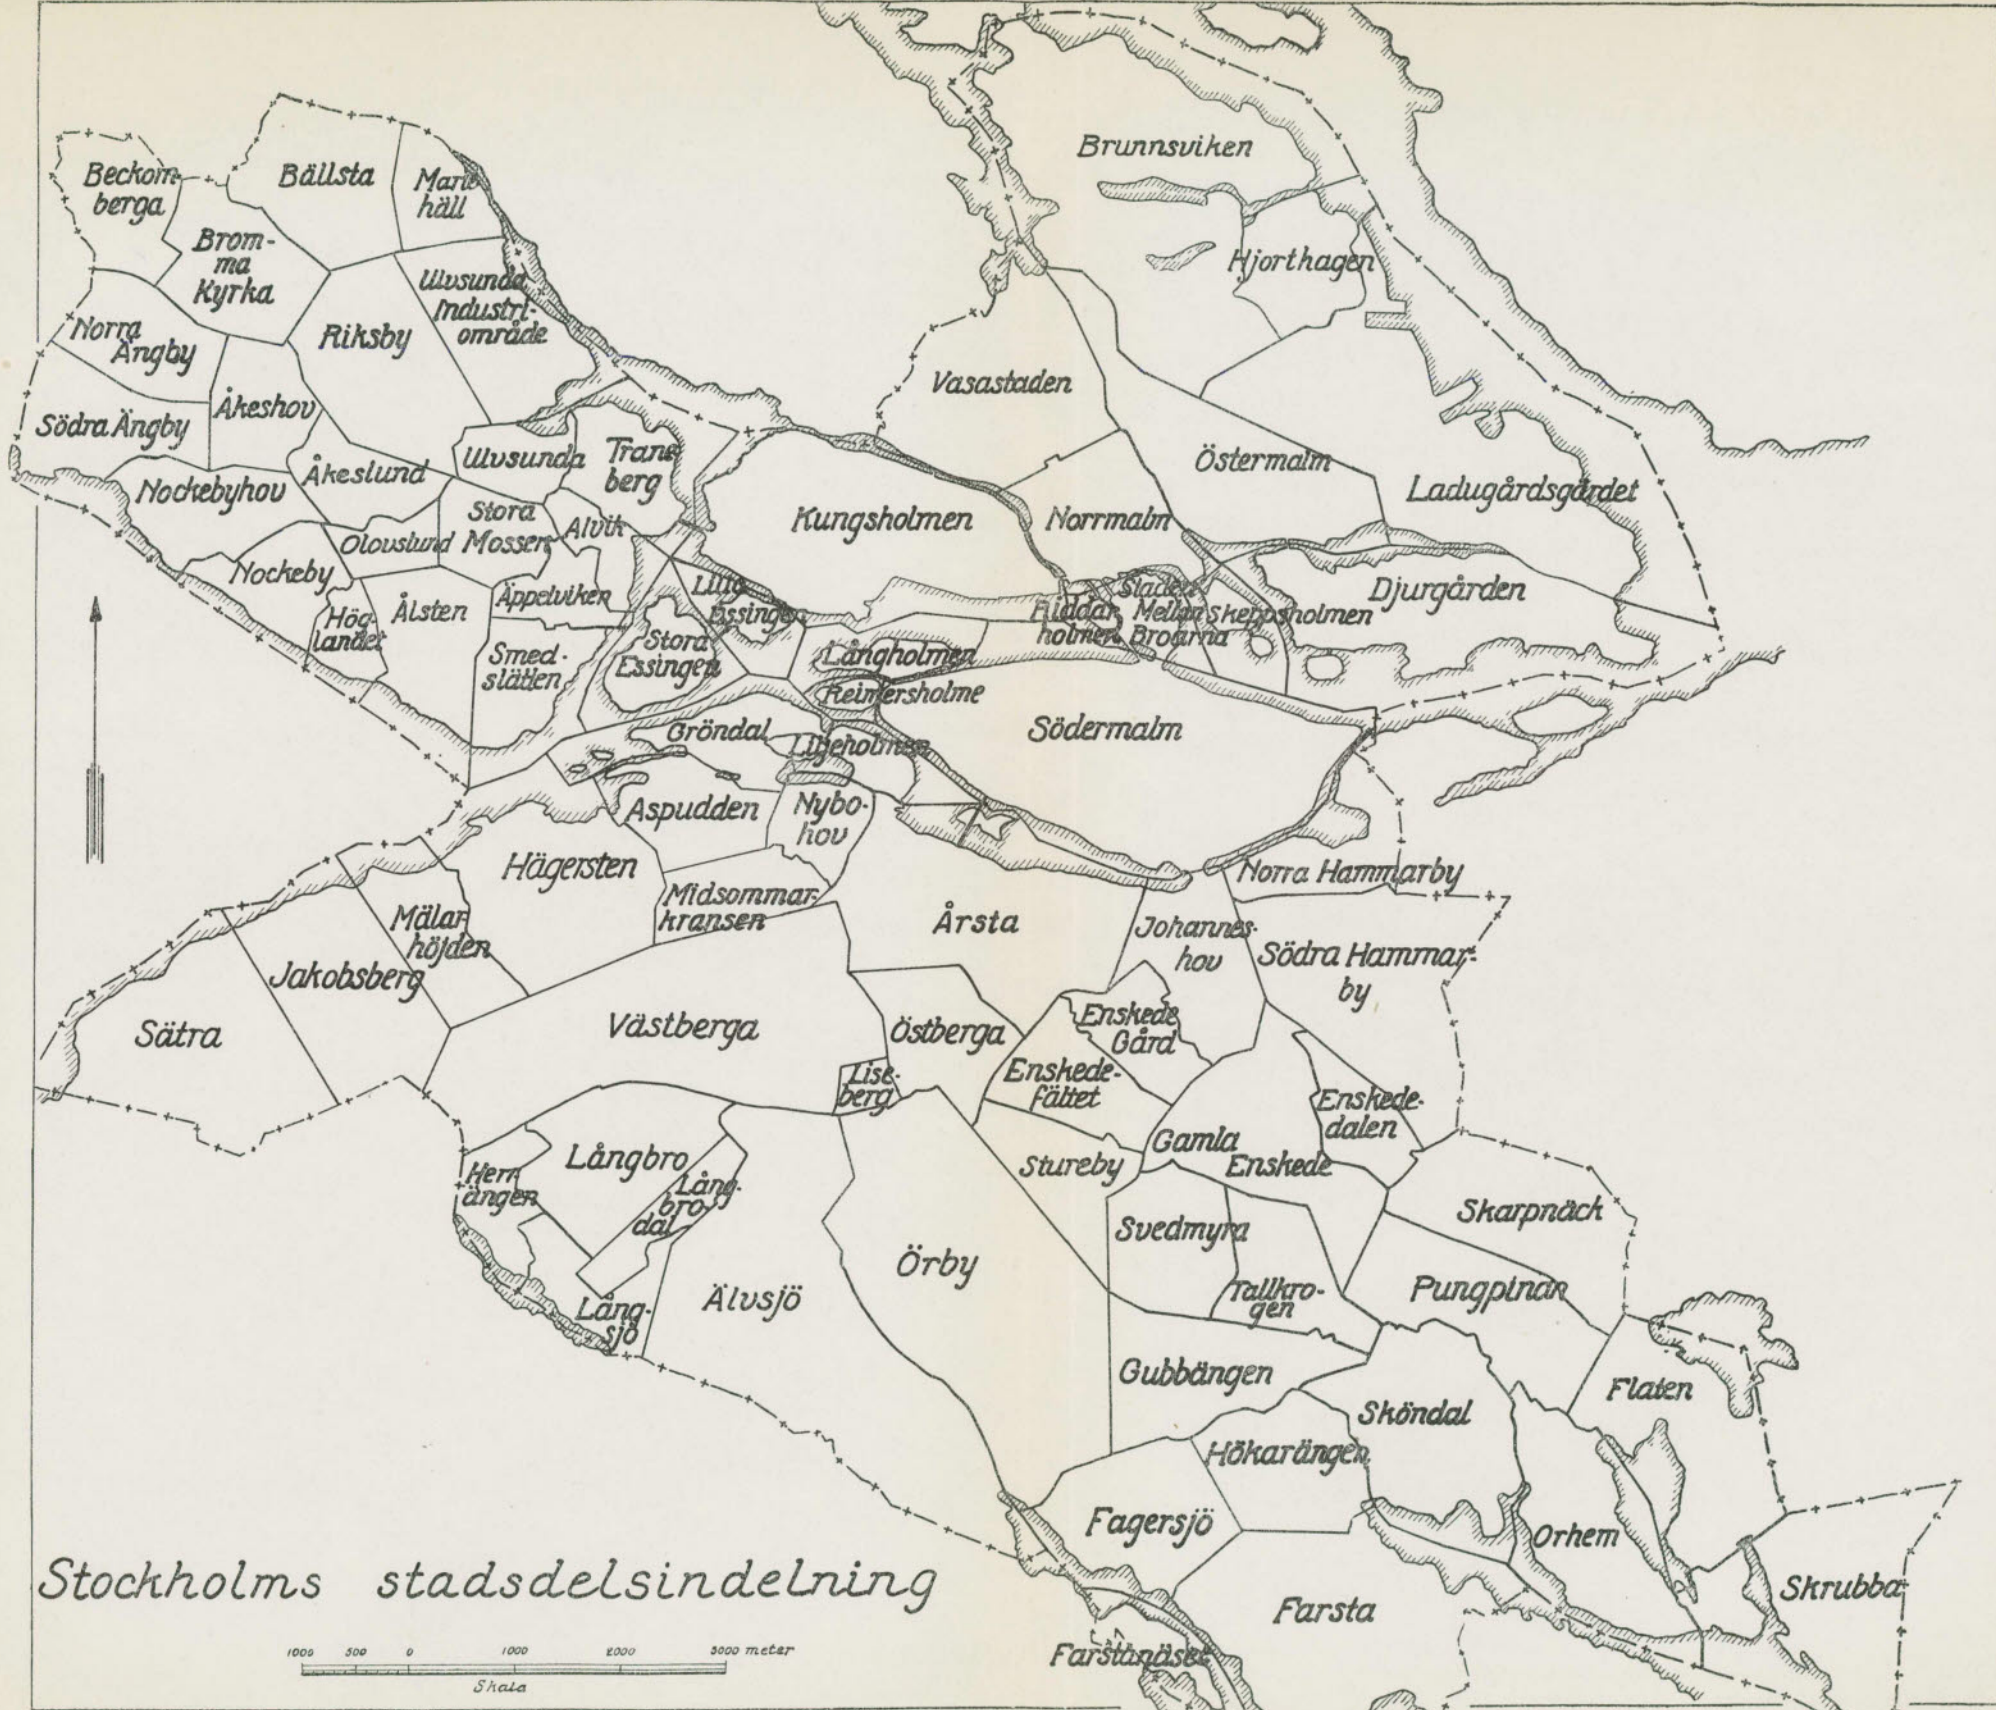 Brunnsviken
Beckom-
berga
Bällsta
Marie
häll
Brom-
ma
Kyrka
Ulvsunda
Industri-
område
Hjorthagen
Norra
Ängby
Riksby
Vasastaden
Södra Ängby
Åkeshov
Ulvsunda
Trane
berg
Östermalm
Åkeslund
Nockebyhov
Ladugårdsgärdet
Stora
Mossen
Alvik
Kungsholmen
Norrmalm
Olovslund
Nockeby
Lilla
Essingen
Staden
Mellan
Broarna
Djurgården
Äppelviken
Ålsten
Hög-
landet
Riddar
holmen
Skeppsholmen
Stora
Essingen
Långholmen
Smed-
slätten
Reimersholme
Gröndal
Liljeholmen
Södermalm
Aspudden
Nybo-
hov
Hägersten
Norra Hammarby
Midsommar-
kransen
Mälar
höjden
Årsta
Johannes-
hov
Södra Hammar-
by
Jakobsberg
Sätra
Västberga
Östberga
Enskede
Gård
Enskede-
fältet
Lise-
berg
Enskede-
dalen
Gamla
Enskede
Långbro
Stureby
Herr
ängen
Lång-
bro
dal
Skarpnäck
Svedmyra
Örby
Älvsjö
Tallkro-
gen
Pungpinan
Lång-
sjö
Gubbängen
Flaten
Sköndal
Hökarängen
Fagersjö
Orhem
Stockholms stadsdelsindelning
Skrubba
Farsta
Farstanäset
1000 500 0 1000 2000 3000 meter
Skala